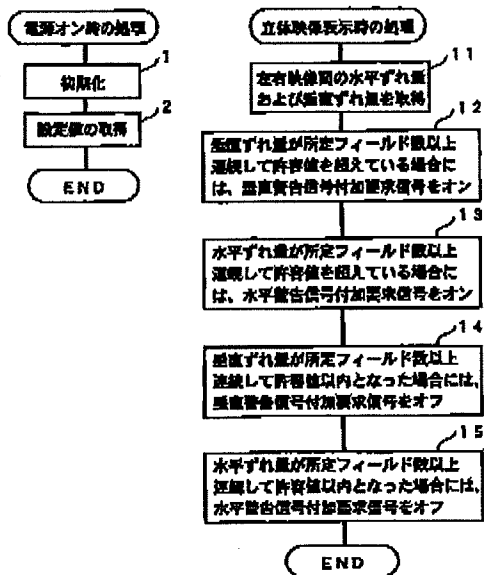 電源オン時の処理
1
初期化
2
設定値の取得
END
立体映像表示時の処理
11
左右映像間の水平ずれ量
および垂直ずれ量を取得
12
垂直ずれ量が所定フィールド数以上
連続して許容値を超えている場合に
は、垂直警告信号付加要求信号をオン
13
水平ずれ量が所定フィールド数以上
連続して許容値を超えている場合に
は、水平警告信号付加要求信号をオン
14
垂直ずれ量が所定フィールド数以上
連続して許容値以内となった場合には、
垂直警告信号付加要求信号をオフ
15
水平ずれ量が所定フィールド数以上
連続して許容値以内となった場合には、
水平警告信号付加要求信号をオフ
END